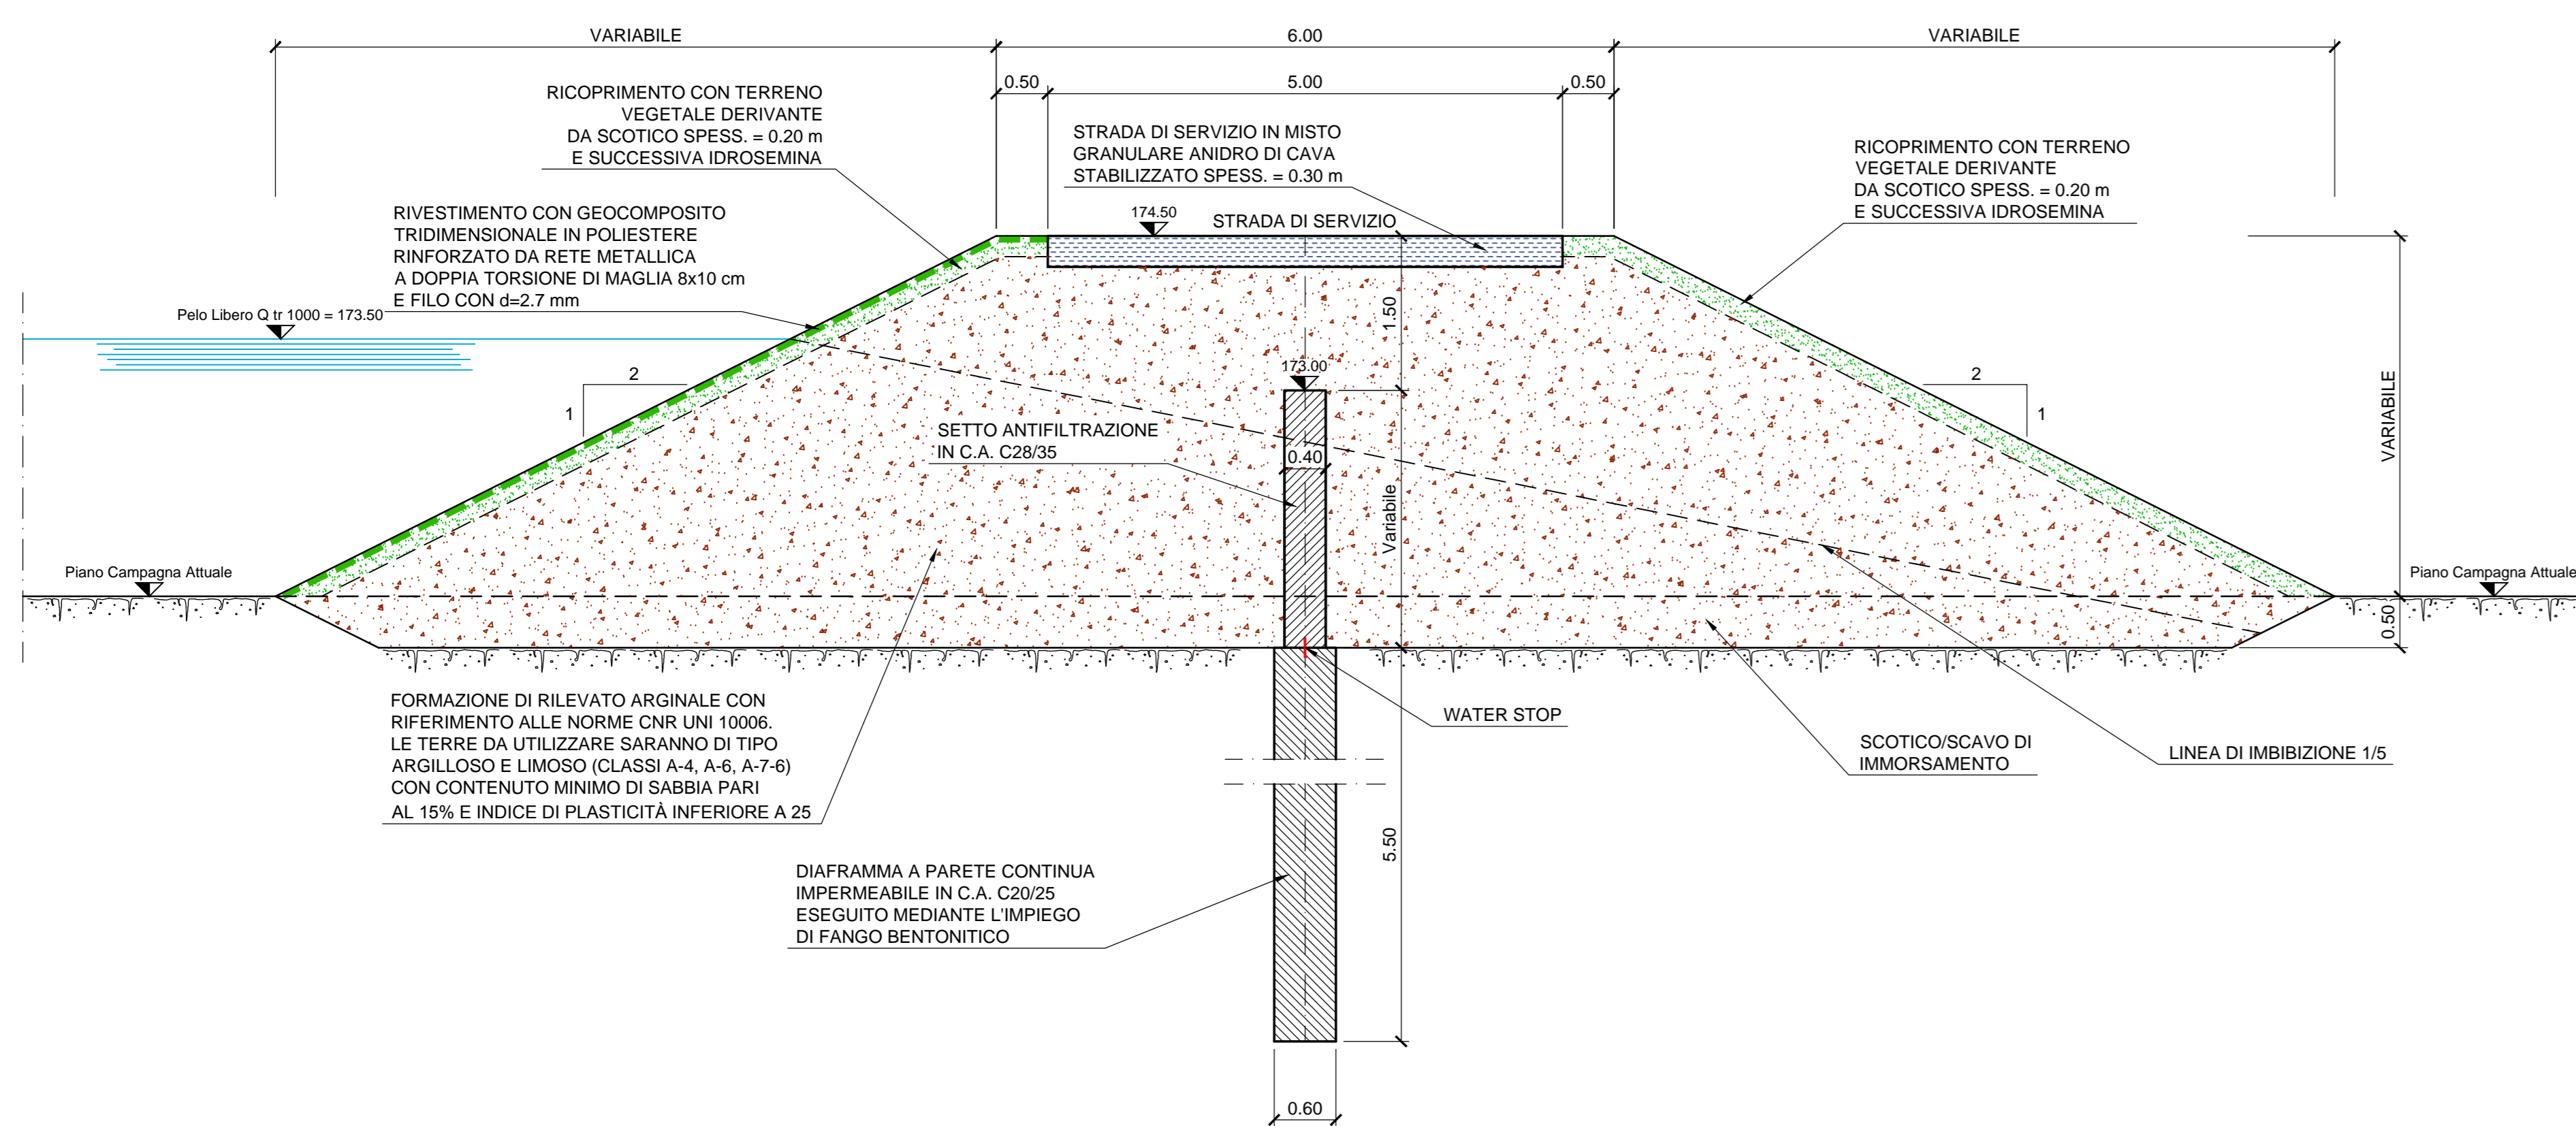 VARIABILE
6.00
VARIABILE
0.50
5.00
0.50
RICOPRIMENTO CON TERRENO
VEGETALE DERIVANTE
DA SCOTICO SPESS. = 0.20 m
E SUCCESSIVA IDROSEMINA
STRADA DI SERVIZIO IN MISTO
GRANULARE ANIDRO DI CAVA
STABILIZZATO SPESS. = 0.30 m
RICOPRIMENTO CON TERRENO
VEGETALE DERIVANTE
DA SCOTICO SPESS. = 0.20 m
E SUCCESSIVA IDROSEMINA
RIVESTIMENTO CON GEOCOMPOSITO
TRIDIMENSIONALE IN POLIESTERE
RINFORZATO DA RETE METALLICA
A DOPPIA TORSIONE DI MAGLIA 8x10 cm
E FILO CON d=2.7 mm
174.50
STRADA DI SERVIZIO
Pelo Libero Q tr 1000 = 173.50
1.50
173.00
2
1
2
1
VARIABILE
SETTO ANTIFILTRAZIONE
IN C.A. C28/35
0.40
Variabile
Piano Campagna Attuale
Piano Campagna Attuale
0.50
FORMAZIONE DI RILEVATO ARGINALE CON
RIFERIMENTO ALLE NORME CNR UNI 10006.
LE TERRE DA UTILIZZARE SARANNO DI TIPO
ARGILLOSO E LIMOSO (CLASSI A-4, A-6, A-7-6)
CON CONTENUTO MINIMO DI SABBIA PARI
AL 15% E INDICE DI PLASTICITÀ INFERIORE A 25
WATER STOP
SCOTICO/SCAVO DI
IMMORSAMENTO
LINEA DI IMBIBIZIONE 1/5
5.50
DIAFRAMMA A PARETE CONTINUA
IMPERMEABILE IN C.A. C20/25
ESEGUITO MEDIANTE L'IMPIEGO
DI FANGO BENTONITICO
0.60